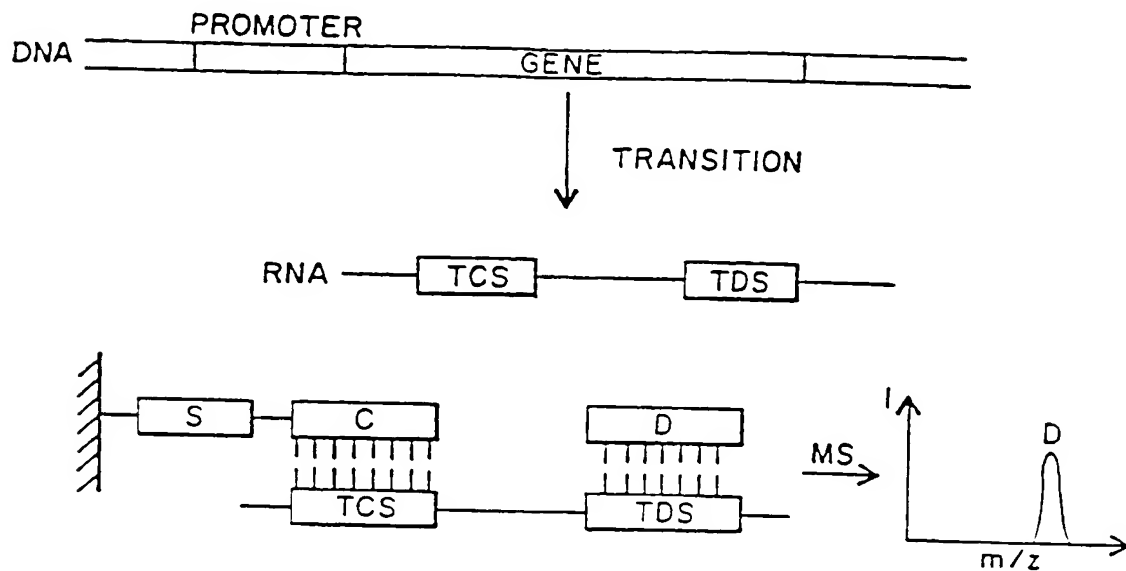 PROMOTER
DNA
GENE
TRANSITION
RNA
TCS
TDS
S
C
D
TCS
TDS
MS
I
D
m/z